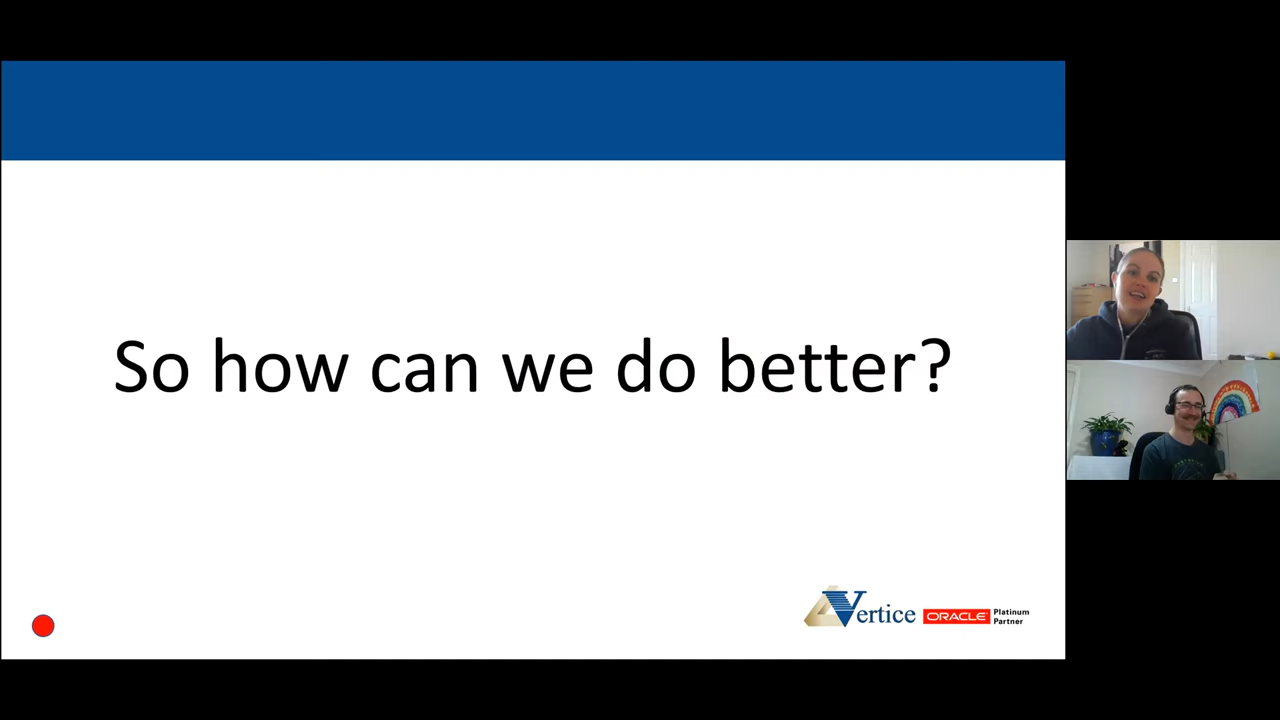 So how can we do better?
Vertice
ORACLE
Platinum
Partner